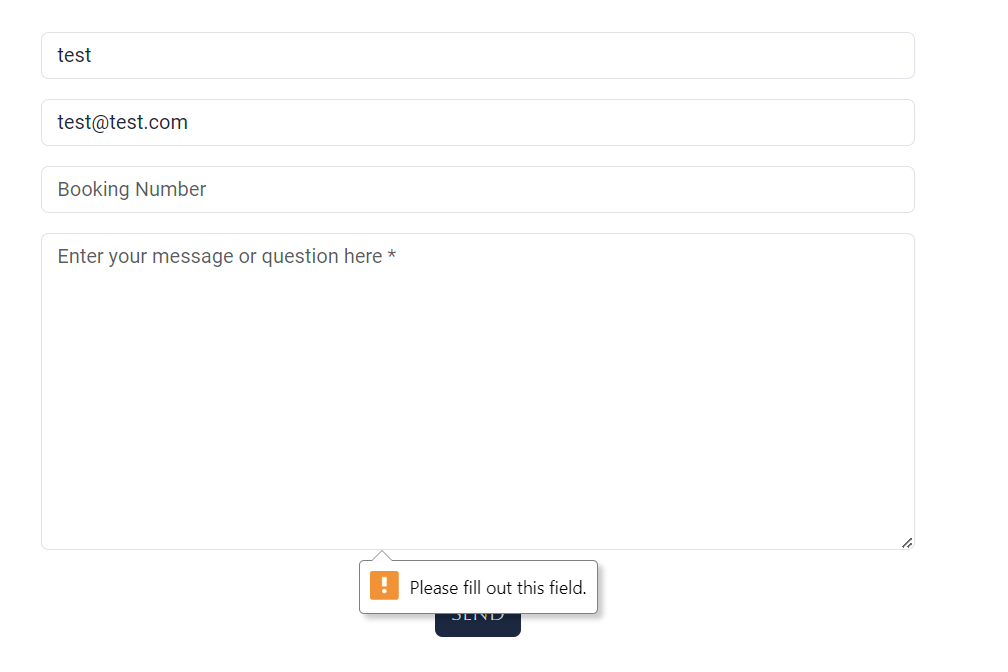 test
test@test.com
Booking Number
Enter your message or question here *
Please fill out this field.
SEND